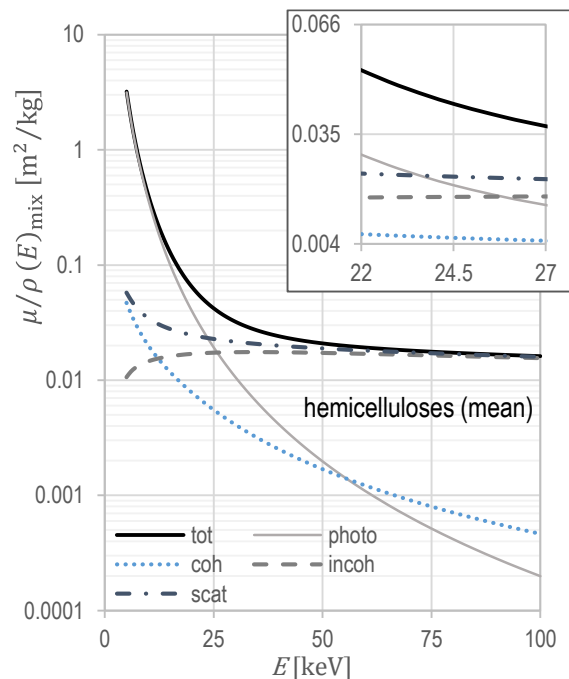 μ/ρ (E)mix [m²/kg]
10
1
0.1
0.01
0.001
0.0001
0.066
0.035
0.004
22 24.5 27
hemicelluloses (mean)
tot photo
coh incoh
scat
0 25 50 75 100
E [keV]